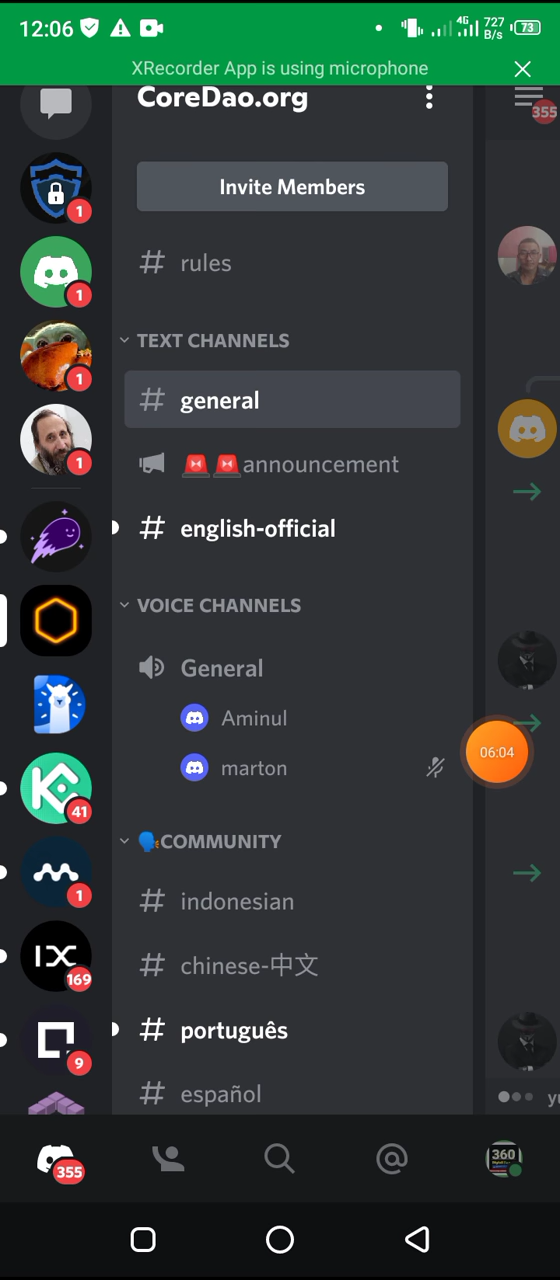 12:06
4G
727
B/s
73
XRecorder App is using microphone
CoreDao.org
355
Invite Members
1
# rules
1
TEXT CHANNELS
1
# general
1
announcement
# english-official
VOICE CHANNELS
General
Aminul
06:04
marton
41
COMMUNITY
1
# indonesian
IX
169
# chinese-中文
9
# português
# español
355
@
360